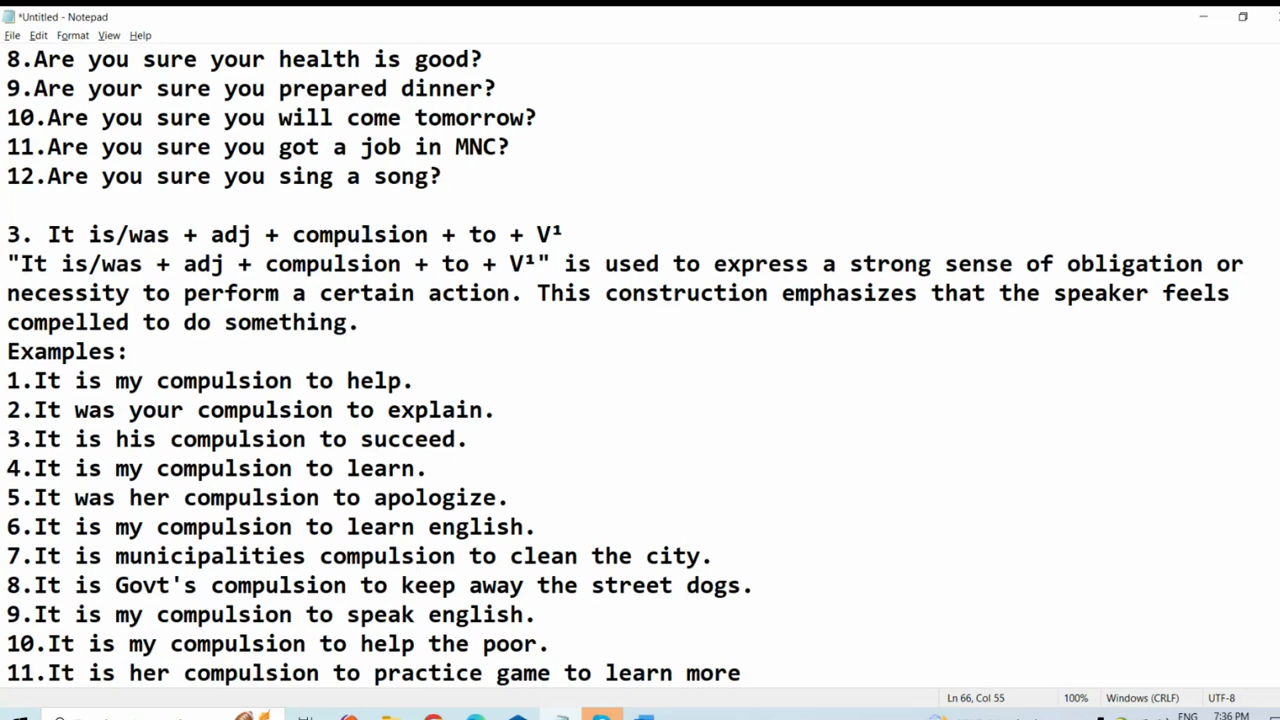 *Untitled - Notepad
File Edit Format View Help
8.Are you sure your health is good?
9.Are your sure you prepared dinner?
10.Are you sure you will come tomorrow?
11.Are you sure you got a job in MNC?
12.Are you sure you sing a song?
3. It is/was + adj + compulsion + to + V¹
"It is/was + adj + compulsion + to + V¹" is used to express a strong sense of obligation or
necessity to perform a certain action. This construction emphasizes that the speaker feels
compelled to do something.
Examples:
1.It is my compulsion to help.
2.It was your compulsion to explain.
3.It is his compulsion to succeed.
4.It is my compulsion to learn.
5.It was her compulsion to apologize.
6.It is my compulsion to learn english.
7.It is municipalities compulsion to clean the city.
8.It is Govt's compulsion to keep away the street dogs.
9.It is my compulsion to speak english.
10.It is my compulsion to help the poor.
11.It is her compulsion to practice game to learn more
Ln 66, Col 55 100% Windows (CRLF) UTF-8
ENG 7:36 PM